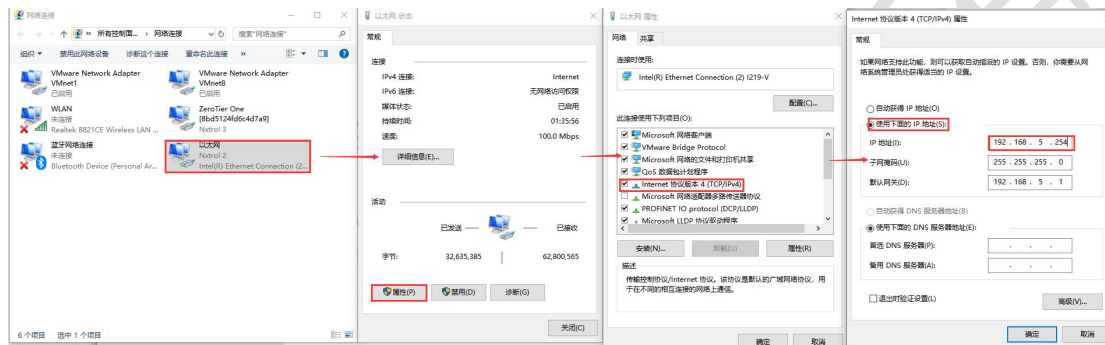 网络连接
所有控制面... › 网络连接
搜索"网络连接"
组织 禁用此网络设备 诊断这个连接 重命名此连接 »
VMware Network Adapter VMnet1
已启用
VMware Network Adapter VMnet8
已启用
WLAN
未连接
Realtek 8821CE Wireless LAN ...
ZeroTier One
[8bd5124fd6c4d7a9]
Nxtrol 3
蓝牙网络连接
未连接
Bluetooth Device (Personal Ar...
以太网
Nxtrol 2
Intel(R) Ethernet Connection (2...
6 个项目 选中 1 个项目
以太网 状态
常规
连接
IPv4 连接: Internet
IPv6 连接: 无网络访问权限
媒体状态: 已启用
持续时间: 01:35:56
速度: 100.0 Mbps
详细信息(E)...
活动
已发送 — — 已接收
字节: 32,635,385 62,800,565
属性(P) 禁用(D) 诊断(G)
关闭(C)
以太网 属性
网络 共享
连接时使用:
Intel(R) Ethernet Connection (2) I219-V
配置(C)...
此连接使用下列项目(O):
Microsoft 网络客户端
VMware Bridge Protocol
Microsoft 网络的文件和打印机共享
QoS 数据包计划程序
Internet 协议版本 4 (TCP/IPv4)
Microsoft 网络适配器多路传送器协议
PROFINET IO protocol (DCP/LLDP)
Microsoft LLDP 协议驱动程序
安装(N)... 卸载(U) 属性(R)
描述
传输控制协议/Internet 协议。该协议是默认的广域网络协议，用
于在不同的相互连接的网络上通信。
确定 取消
Internet 协议版本 4 (TCP/IPv4) 属性
常规
如果网络支持此功能，则可以获取自动指派的 IP 设置。否则，你需要从网
络系统管理员处获得适当的 IP 设置。
自动获得 IP 地址(O)
使用下面的 IP 地址(S):
IP 地址(I): 192 . 168 . 5 . 254
子网掩码(U): 255 . 255 . 255 . 0
默认网关(D): 192 . 168 . 5 . 1
自动获得 DNS 服务器地址(B)
使用下面的 DNS 服务器地址(E):
首选 DNS 服务器(P): . . .
备用 DNS 服务器(A): . . .
退出时验证设置(L)
高级(V)...
确定 取消